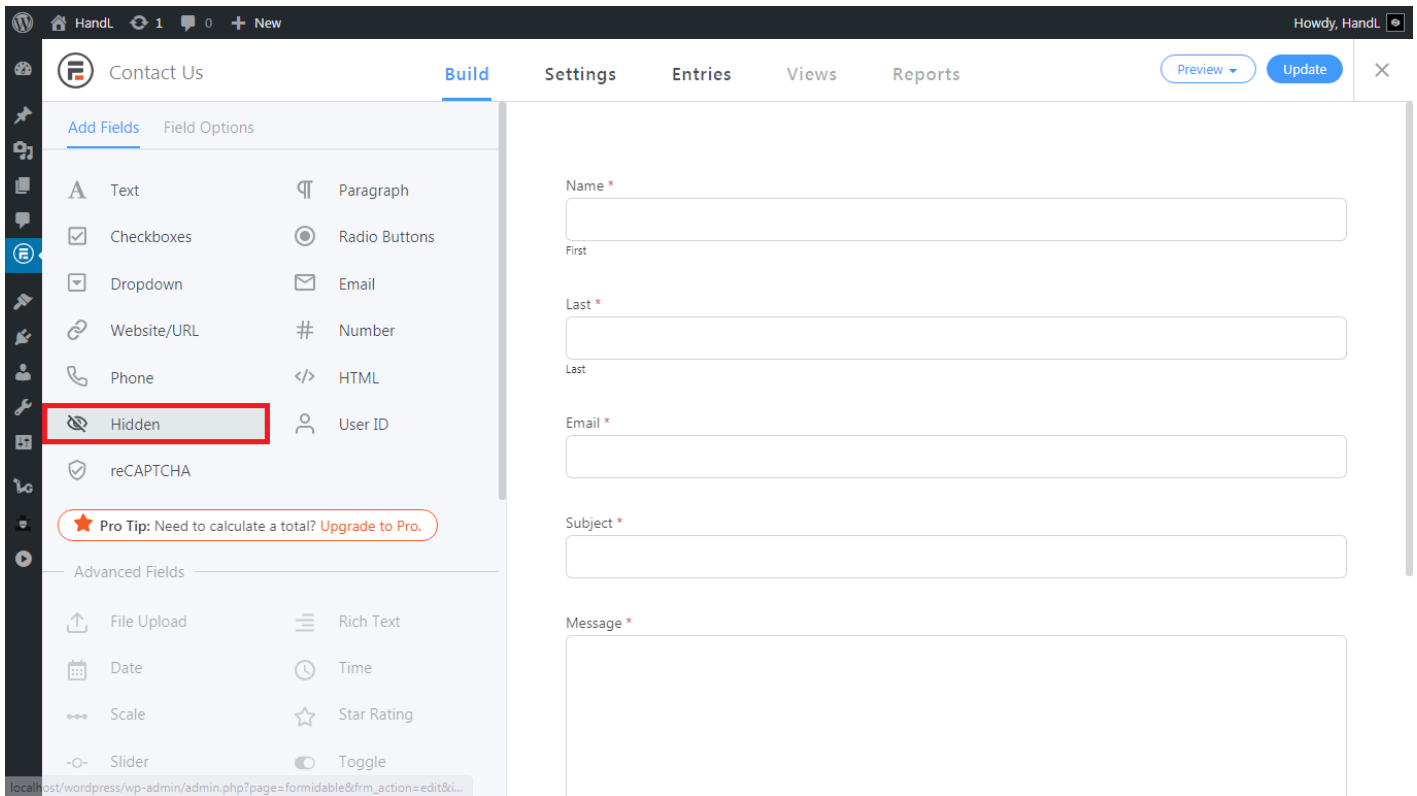 HandL 1 0 New Howdy, HandL
Contact Us Build Settings Entries Views Reports Preview Update
Add Fields Field Options
Text Paragraph
Checkboxes Radio Buttons
Dropdown Email
Website/URL Number
Phone HTML
Hidden User ID
reCAPTCHA
Pro Tip: Need to calculate a total? Upgrade to Pro.
Advanced Fields
File Upload Rich Text
Date Time
Scale Star Rating
Slider Toggle
localhost/wordpress/wp-admin/admin.php?page=formidable&frm_action=edit&i...
Name *
First
Last *
Last
Email *
Subject *
Message *